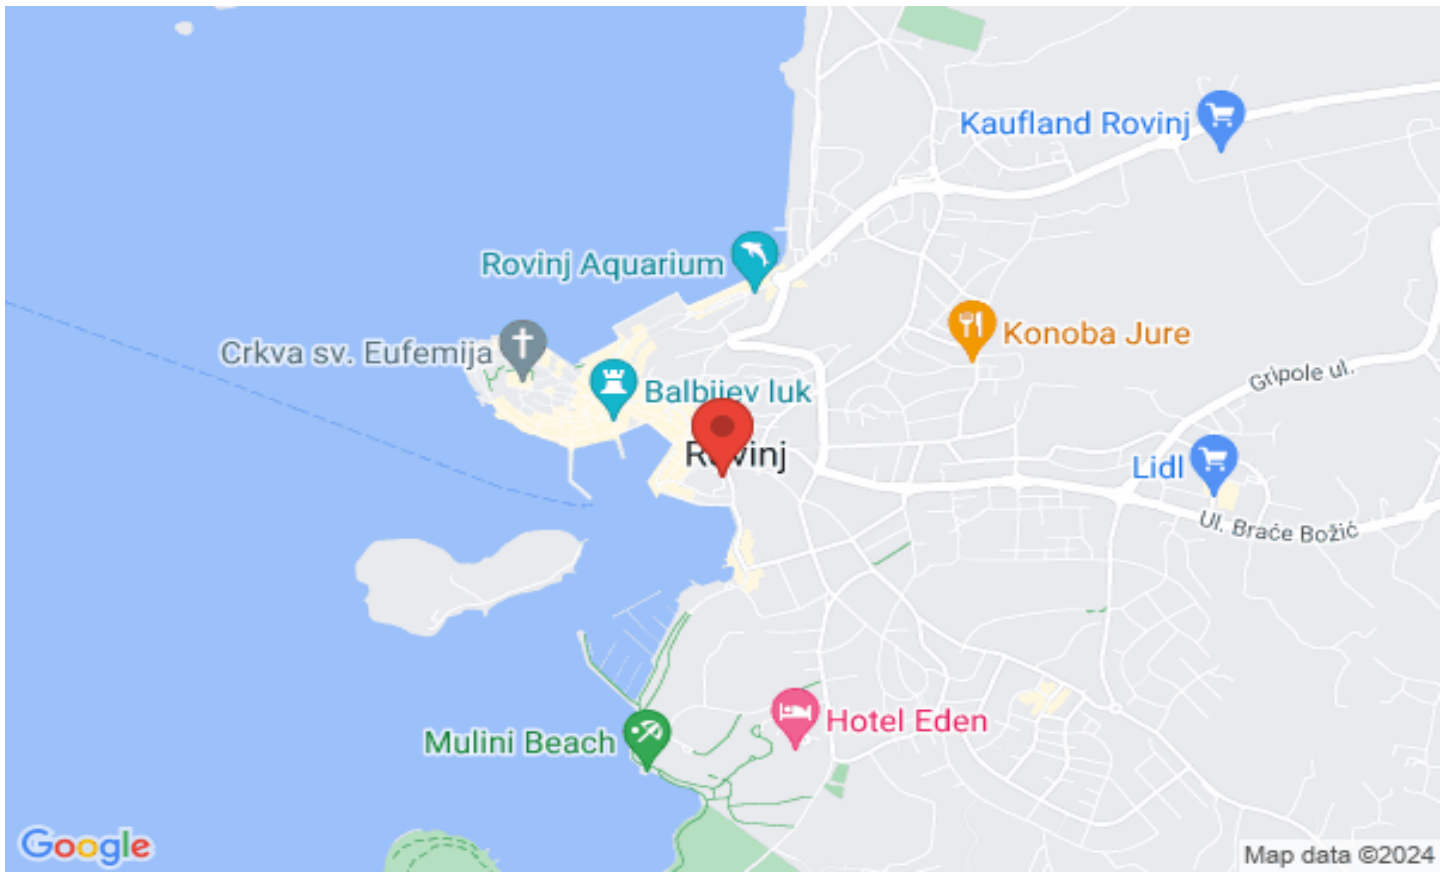 Kaufland Rovinj
Rovinj Aquarium
Konoba Jure
Crkva sv. Eufemija
Gripole ul.
Balbijev luk
Rovinj
Lidl
Ul. Braće Božić
Hotel Eden
Mulini Beach
Google
Map data ©2024